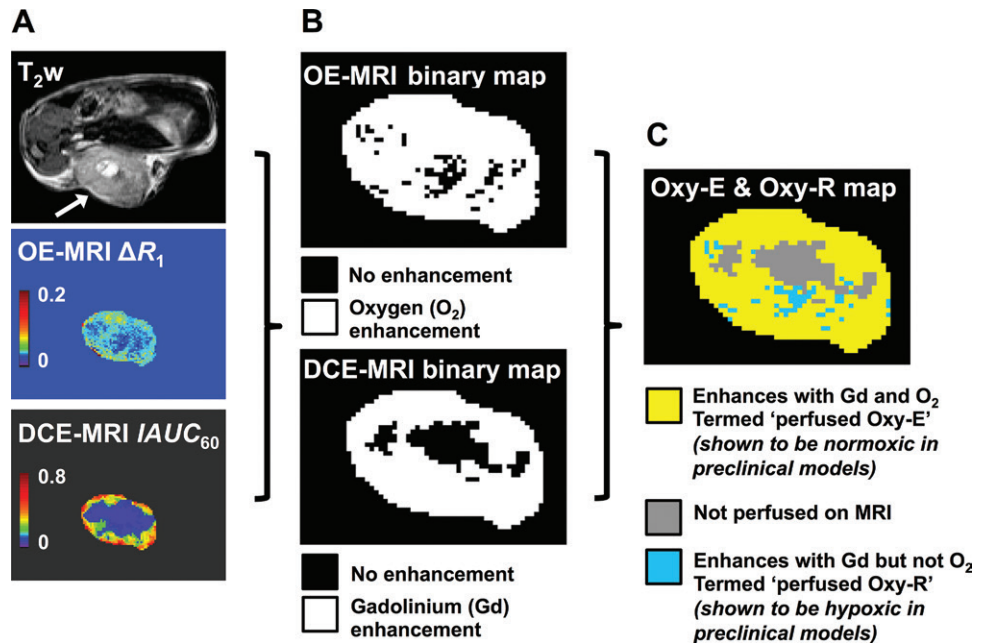 A
T2w
OE-MRI ΔR1
0.2
0
DCE-MRI IAUC60
0.8
0
B
OE-MRI binary map
No enhancement
Oxygen (O2)
enhancement
DCE-MRI binary map
No enhancement
Gadolinium (Gd)
enhancement
C
Oxy-E & Oxy-R map
Enhances with Gd and O2
Termed ‘perfused Oxy-E’
(shown to be normoxic in
preclinical models)
Not perfused on MRI
Enhances with Gd but not O2
Termed ‘perfused Oxy-R’
(shown to be hypoxic in
preclinical models)